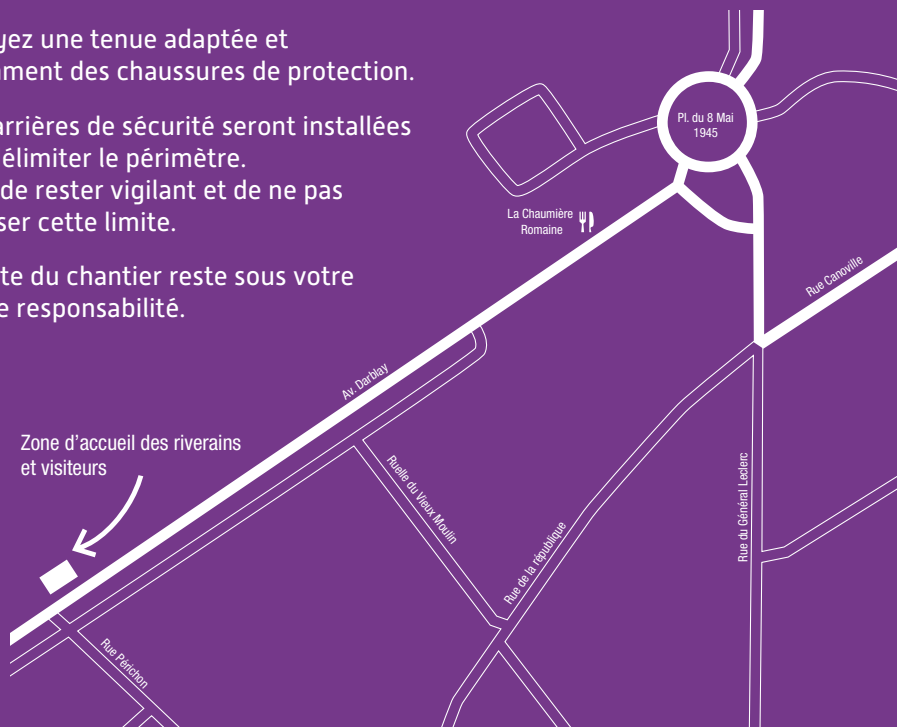 yez une tenue adaptée et
ment des chaussures de protection.
arrières de sécurité seront installées
élimiter le périmètre.
de rester vigilant et de ne pas
ser cette limite.
te du chantier reste sous votre
e responsabilité.
Pl. du 8 Mai
1945
La Chaumière
Romaine
Rue Canoville
Av. Darblay
Zone d'accueil des riverains
et visiteurs
Ruelle du Vieux Moulin
Rue du Général Leclerc
Rue de la république
Rue Périchon